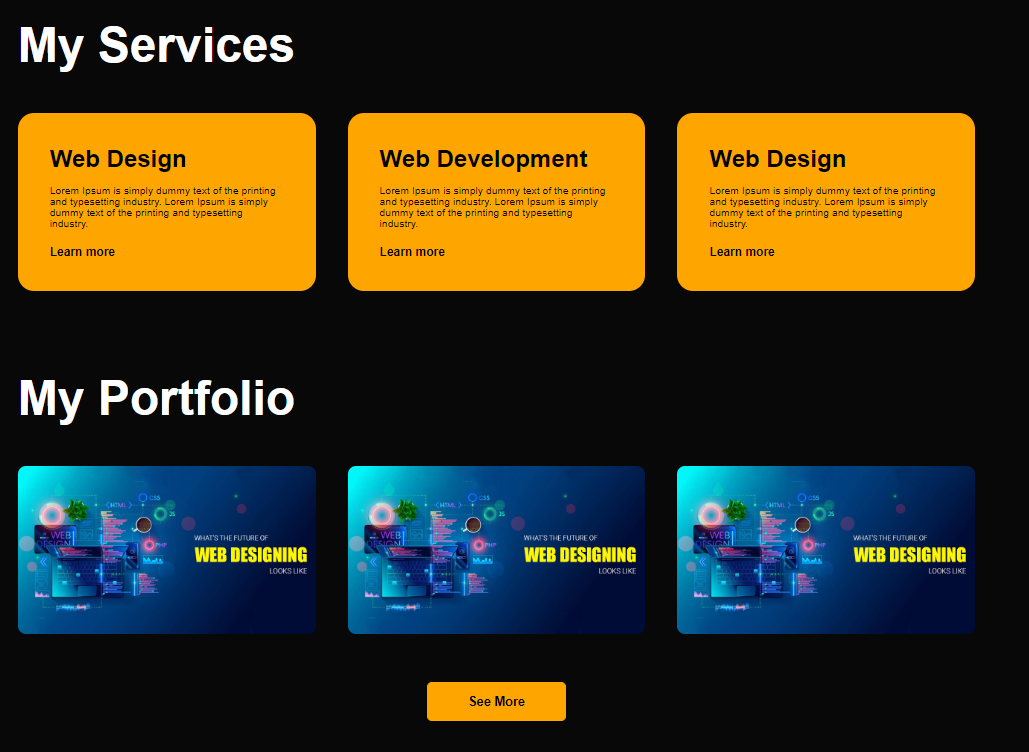 My Services
Web Design
Lorem Ipsum is simply dummy text of the printing
and typesetting industry. Lorem Ipsum is simply
dummy text of the printing and typesetting
industry.
Learn more
Web Development
Lorem Ipsum is simply dummy text of the printing
and typesetting industry. Lorem Ipsum is simply
dummy text of the printing and typesetting
industry.
Learn more
Web Design
Lorem Ipsum is simply dummy text of the printing
and typesetting industry. Lorem Ipsum is simply
dummy text of the printing and typesetting
industry.
Learn more
My Portfolio
CSS
HTML
JS
WEB
DESIGN
PHP
WHAT'S THE FUTURE OF
WEB DESIGNING
LOOKS LIKE
CSS
HTML
JS
WEB
DESIGN
PHP
WHAT'S THE FUTURE OF
WEB DESIGNING
LOOKS LIKE
CSS
HTML
JS
WEB
DESIGN
PHP
WHAT'S THE FUTURE OF
WEB DESIGNING
LOOKS LIKE
See More